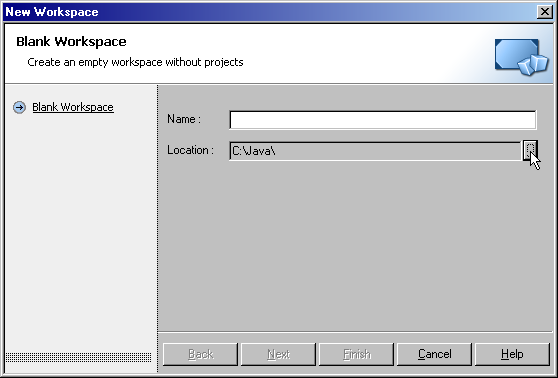 New Workspace
Blank Workspace
Create an empty workspace without projects
Blank Workspace
Name :
Location : C:\Java\
Back Next Finish Cancel Help